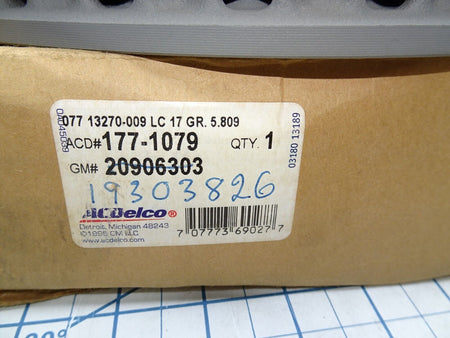 077 13270-009 LC 17 GR. 5.809
ACD# 177-1079 QTY. 1
GM# 20906303
19303826
ACDelco®
Detroit, Michigan 48243
©1995 GM LLC
www.acdelco.com
7 07773 69027 7
03180 13189